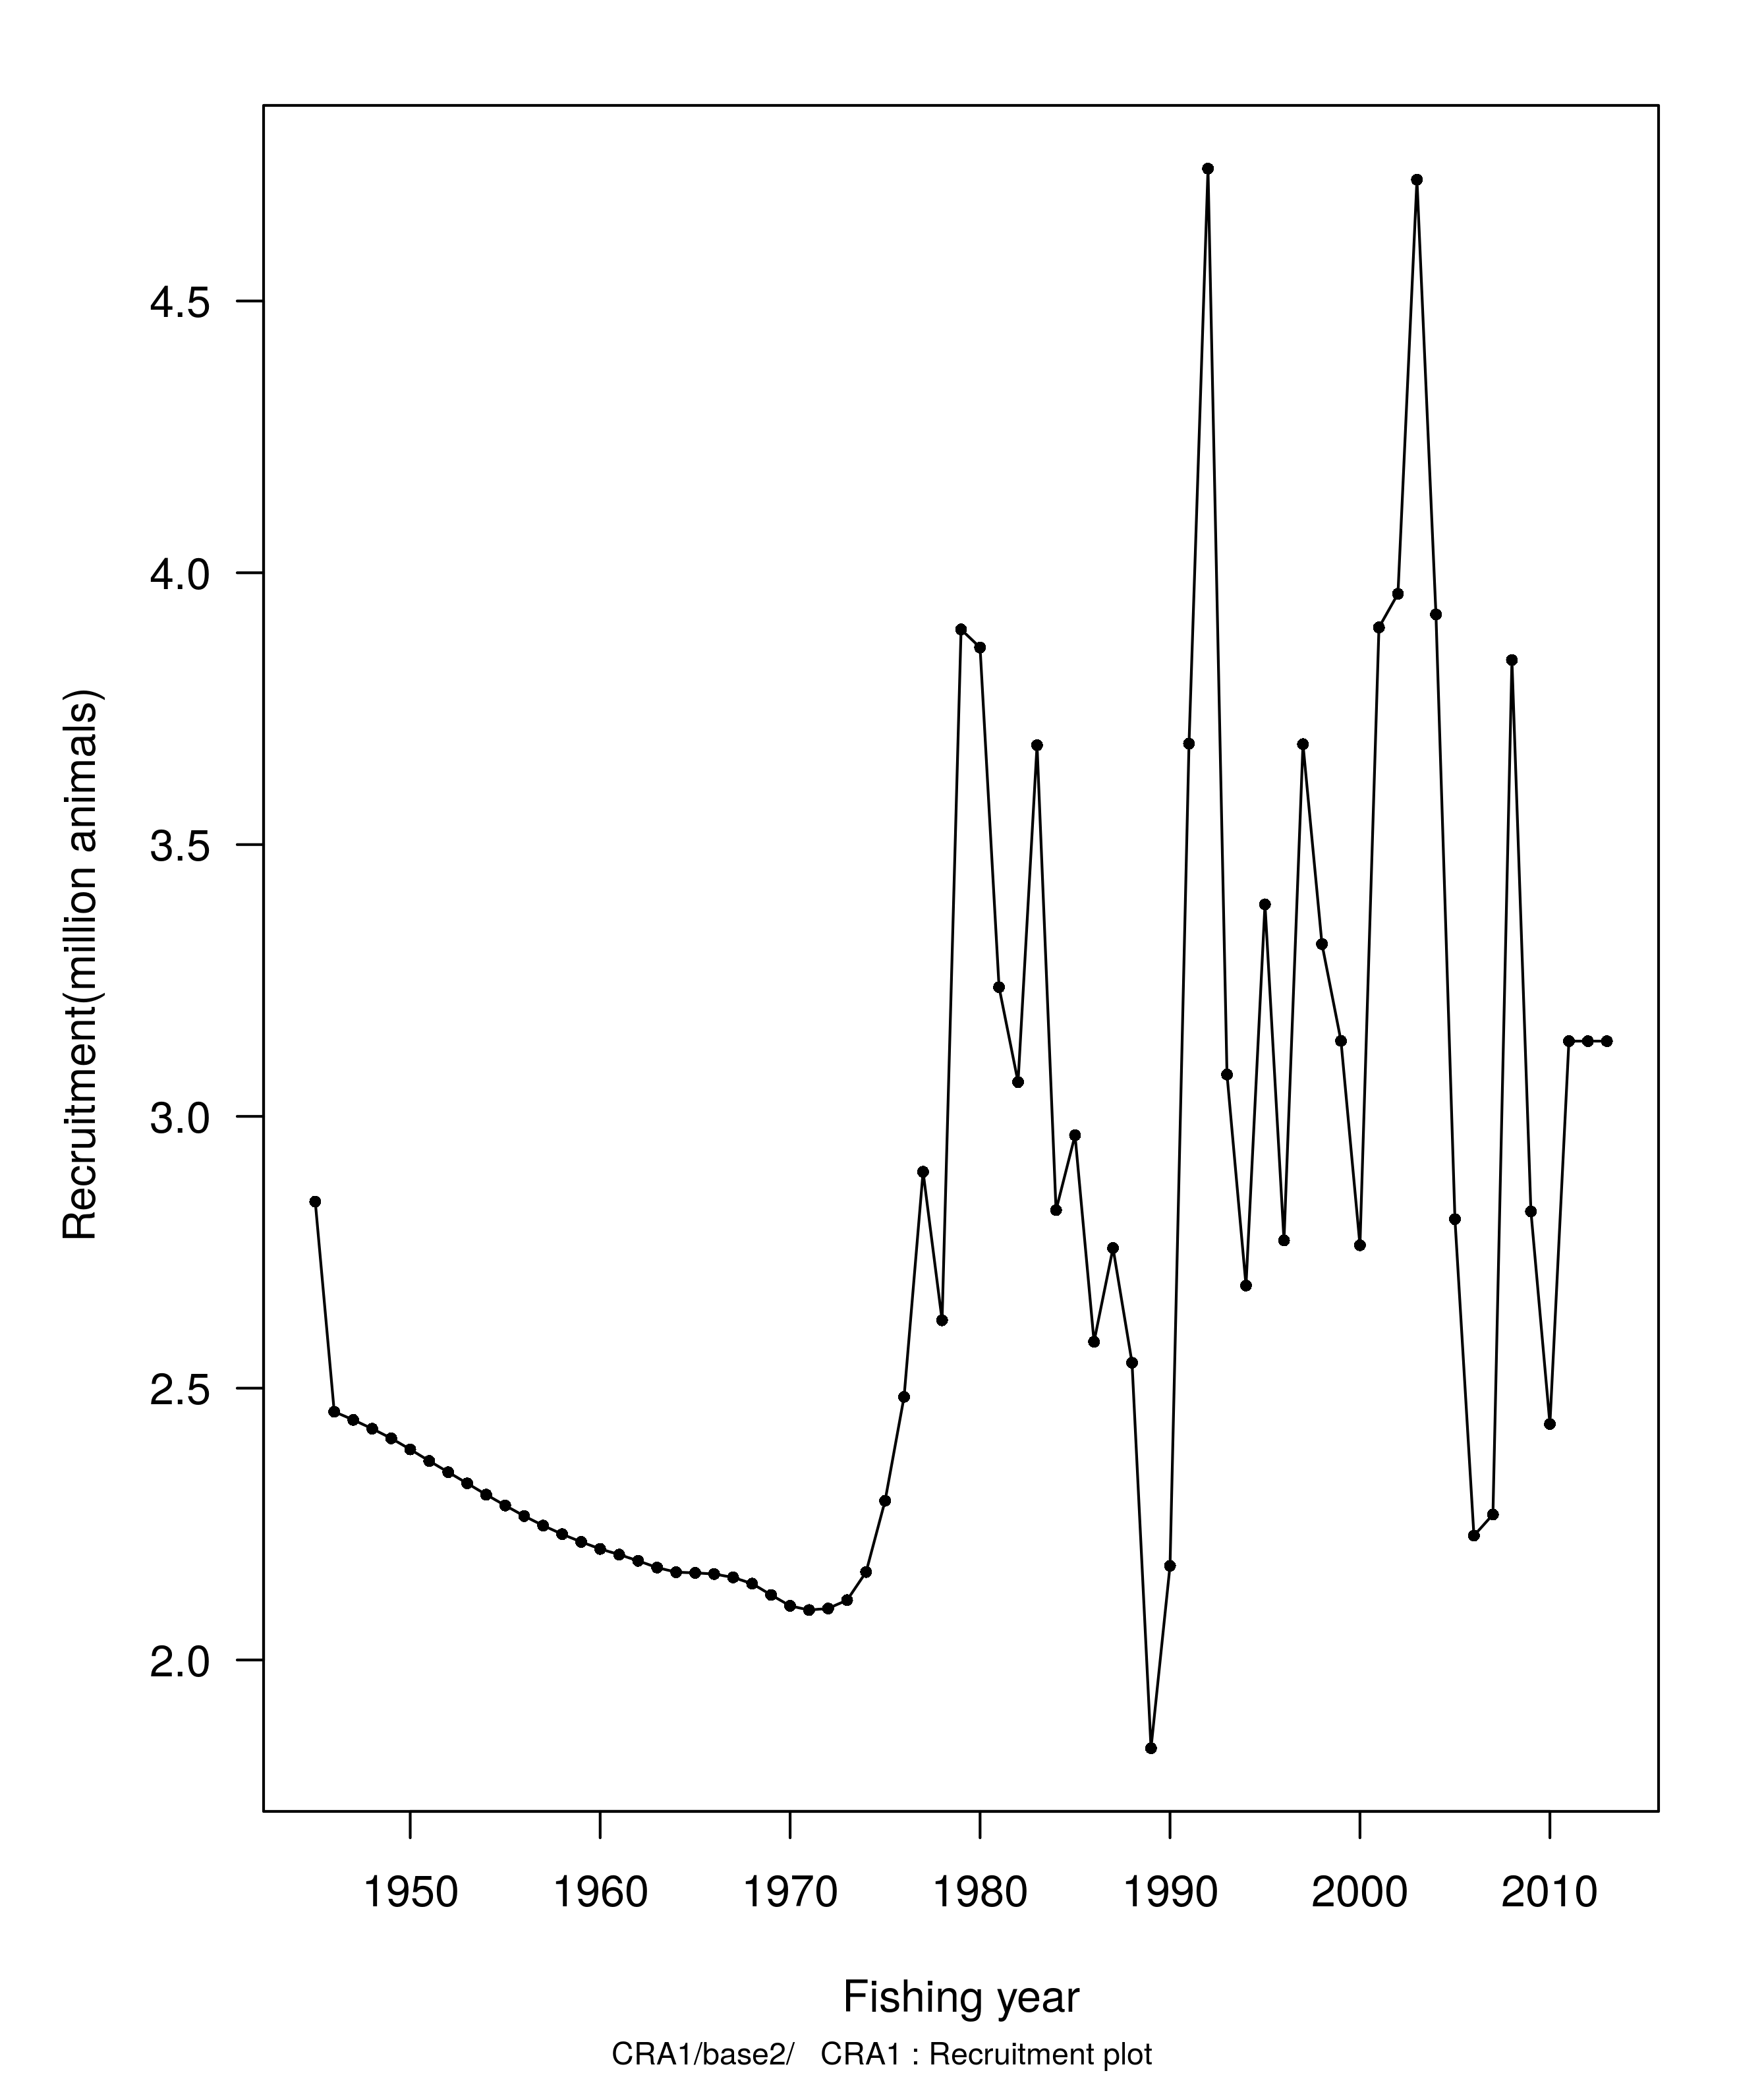 4.5
4.0
3.5
3.0
2.5
2.0
Recruitment(million animals)
1950 1960 1970 1980 1990 2000 2010
Fishing year
CRA1/base2/ CRA1 : Recruitment plot